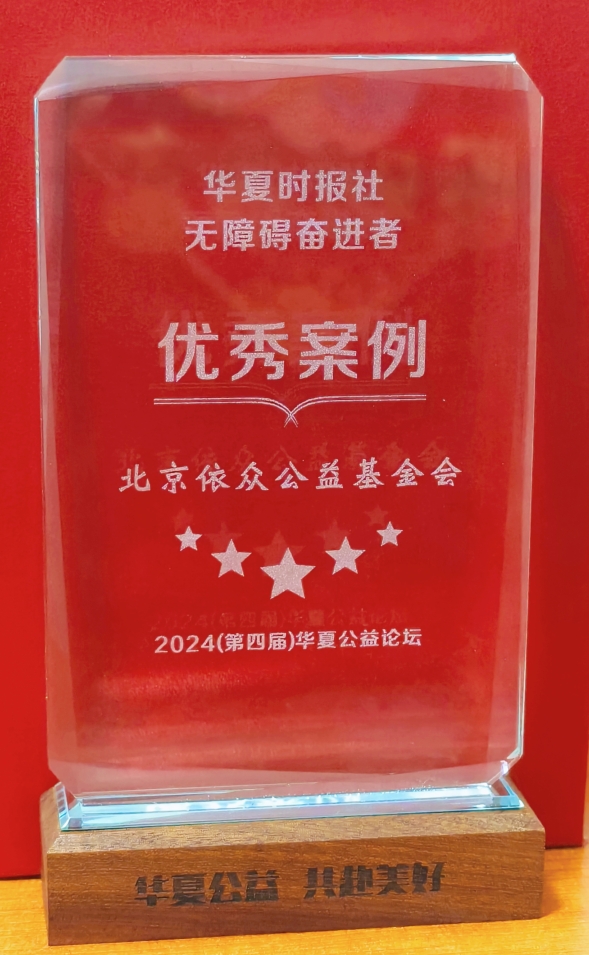 华夏时报社
无障碍奋进者
优秀案例
北京依众公益基金会
2024(第四届)华夏公益论坛
华夏公益 共趋美好